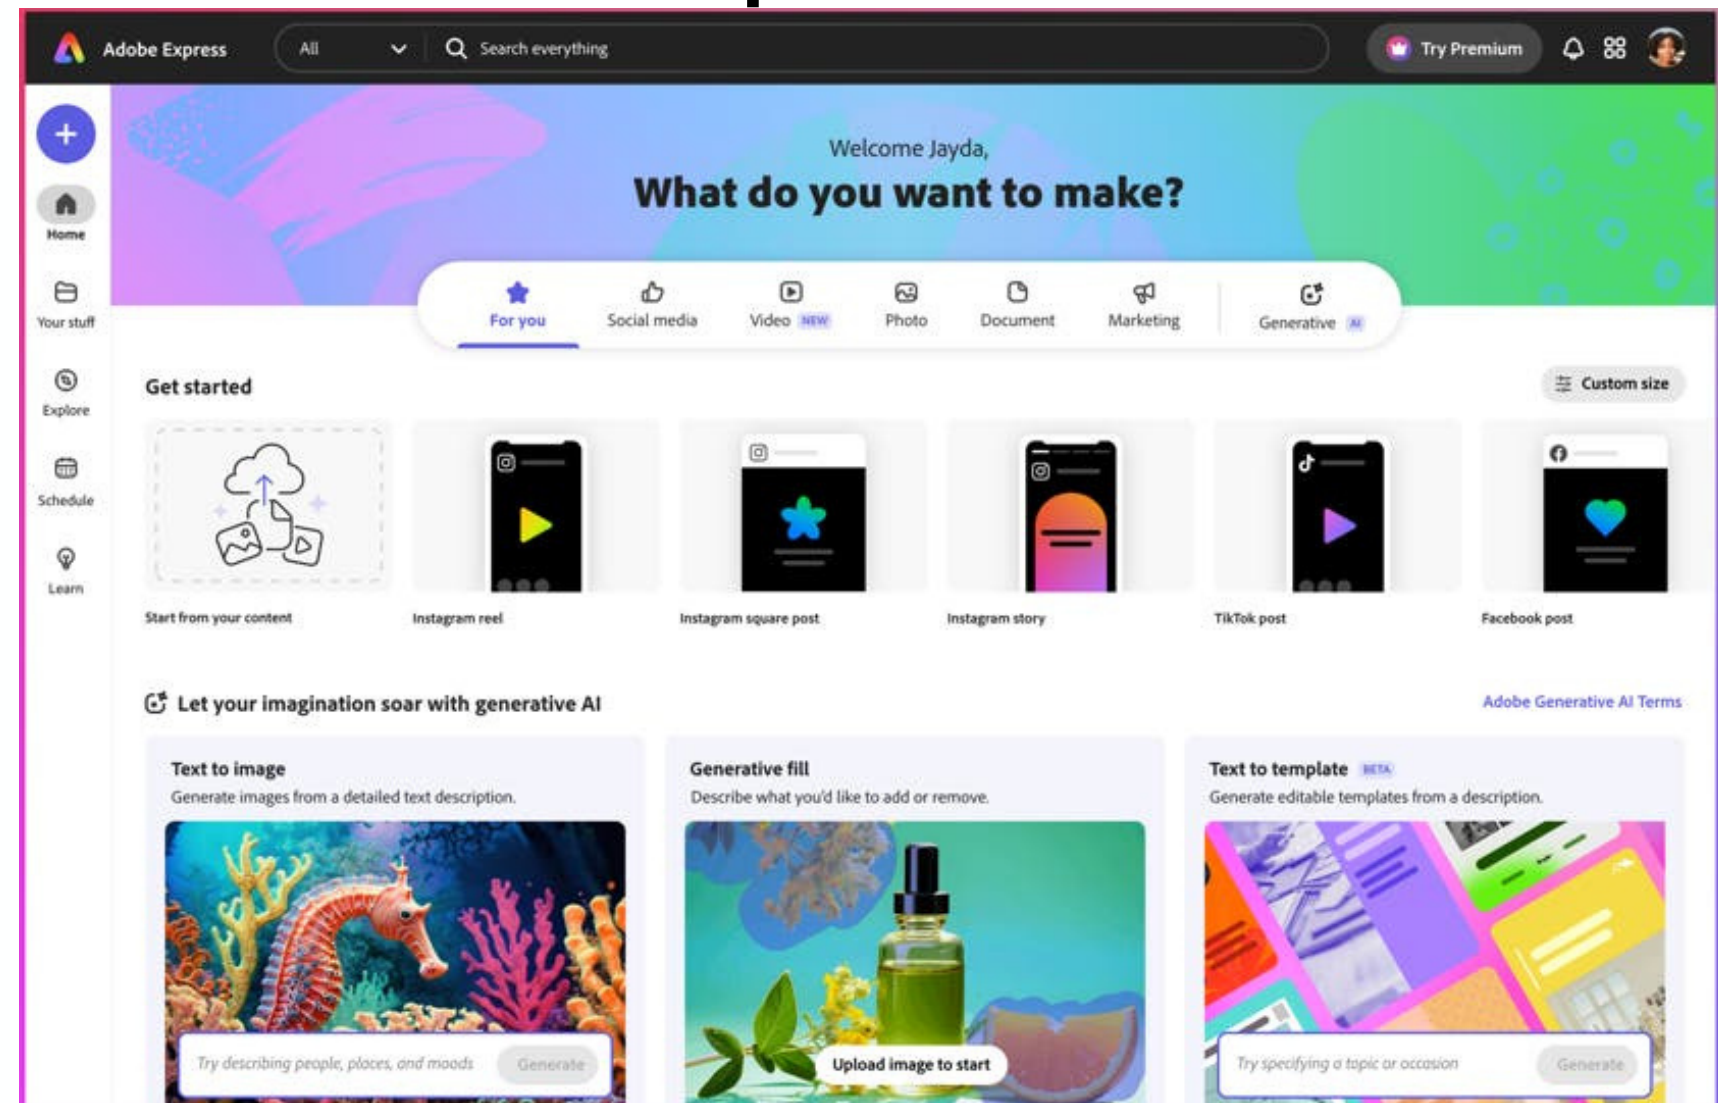 Adobe Express
All
Search everything
Try Premium
Home
Your stuff
Explore
Schedule
Learn
Welcome Jayda,
What do you want to make?
For you
Social media
Video NEW
Photo
Document
Marketing
Generative AI
Get started
Custom size
Start from your content
Instagram reel
Instagram square post
Instagram story
TikTok post
Facebook post
Let your imagination soar with generative AI
Adobe Generative AI Terms
Text to image
Generate images from a detailed text description.
Try describing people, places, and moods
Generate
Generative fill
Describe what you'd like to add or remove.
Upload image to start
Text to template BETA
Generate editable templates from a description.
Try specifying a topic or occasion
Generate